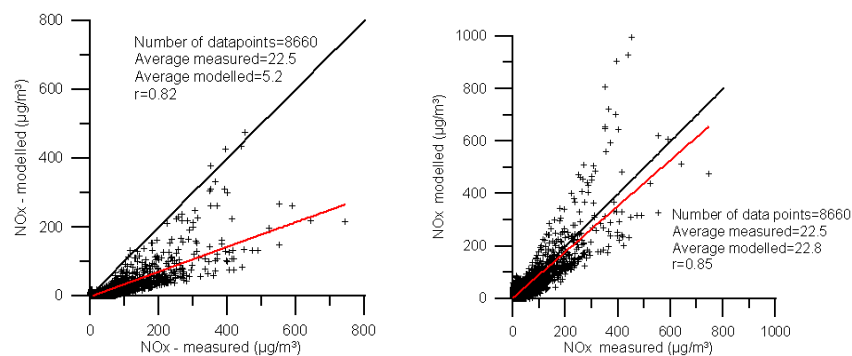 800
600
400
200
0
NOx - modelled (µg/m³)
Number of datapoints=8660
Average measured=22.5
Average modelled=5.2
r=0.82
0 200 400 600 800
NOx - measured (µg/m³)
1000
800
600
400
200
0
NOx modelled (µg/m³)
Number of data points=8660
Average measured=22.5
Average modelled=22.8
r=0.85
0 200 400 600 800 1000
NOx measured (µg/m³)